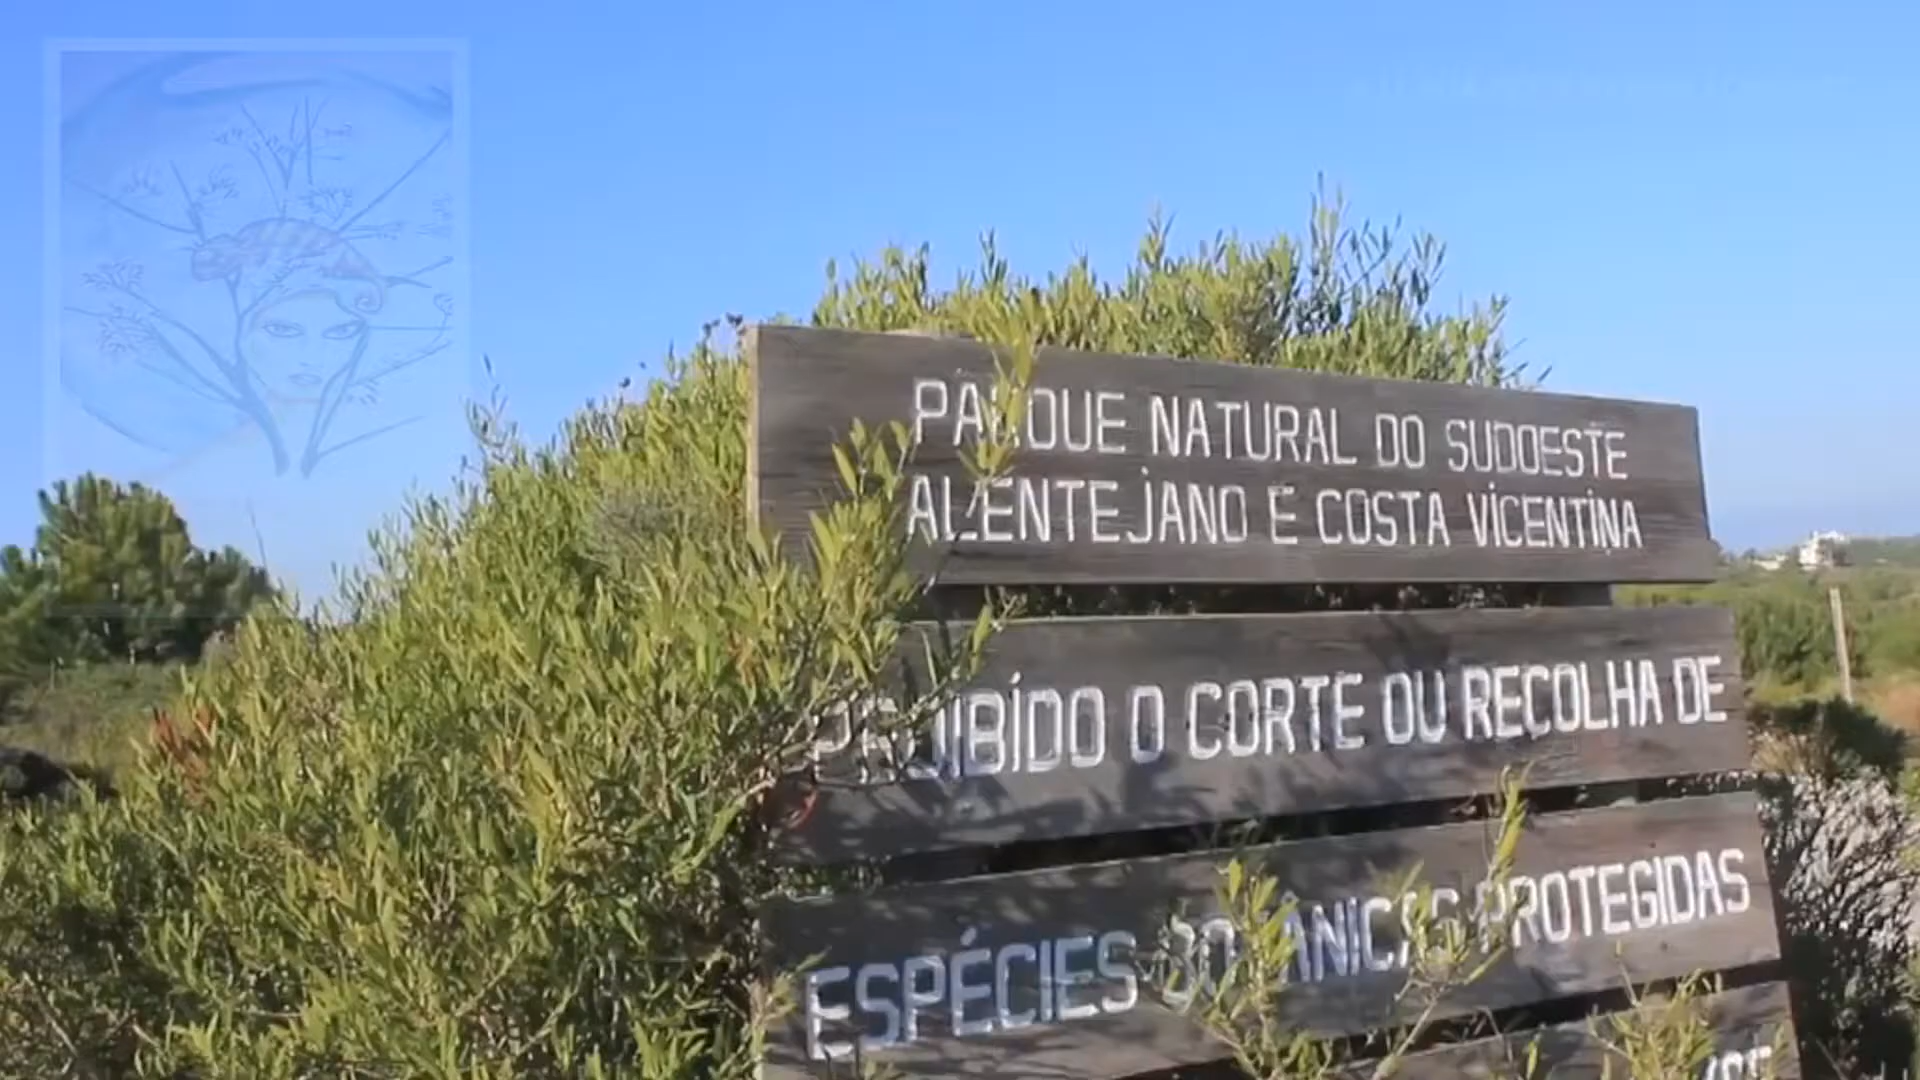 PARQUE NATURAL DO SUDOESTE
ALENTEJANO E COSTA VICENTINA
PROIBIDO O CORTE OU RECOLHA DE
ESPÉCIES BOTÂNICAS PROTEGIDAS